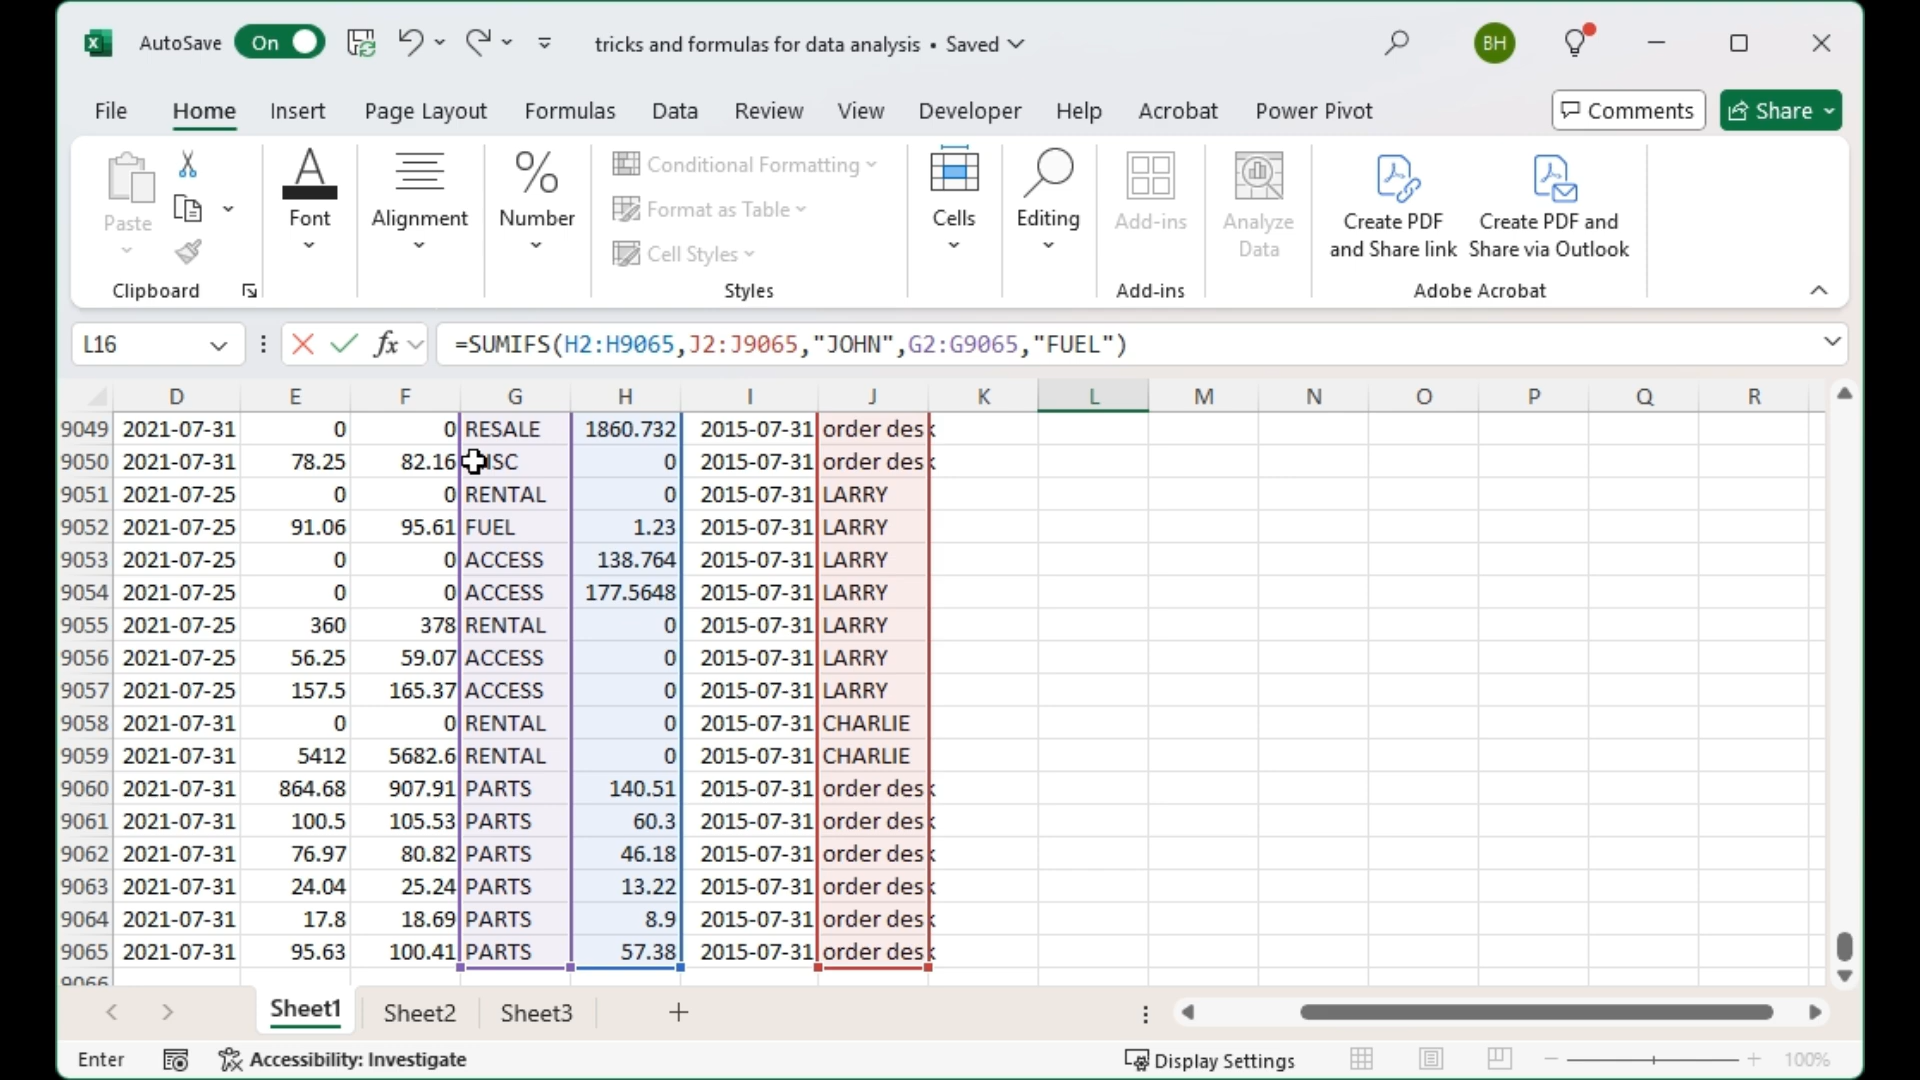 AutoSave On tricks and formulas for data analysis • Saved BH
File Home Insert Page Layout Formulas Data Review View Developer Help Acrobat Power Pivot Comments Share
Paste Font Alignment Number Conditional Formatting Format as Table Cell Styles Cells Editing Add-ins Analyze Data Create PDF and Share link Create PDF and Share via Outlook
Clipboard Styles Add-ins Adobe Acrobat
L16 fx =SUMIFS(H2:H9065,J2:J9065,"JOHN",G2:G9065,"FUEL")
D E F G H I J K L M N O P Q R
9049 2021-07-31 0 0 RESALE 1860.732 2015-07-31 order desk
9050 2021-07-31 78.25 82.16 ISC 0 2015-07-31 order desk
9051 2021-07-25 0 0 RENTAL 0 2015-07-31 LARRY
9052 2021-07-25 91.06 95.61 FUEL 1.23 2015-07-31 LARRY
9053 2021-07-25 0 0 ACCESS 138.764 2015-07-31 LARRY
9054 2021-07-25 0 0 ACCESS 177.5648 2015-07-31 LARRY
9055 2021-07-25 360 378 RENTAL 0 2015-07-31 LARRY
9056 2021-07-25 56.25 59.07 ACCESS 0 2015-07-31 LARRY
9057 2021-07-25 157.5 165.37 ACCESS 0 2015-07-31 LARRY
9058 2021-07-31 0 0 RENTAL 0 2015-07-31 CHARLIE
9059 2021-07-31 5412 5682.6 RENTAL 0 2015-07-31 CHARLIE
9060 2021-07-31 864.68 907.91 PARTS 140.51 2015-07-31 order desk
9061 2021-07-31 100.5 105.53 PARTS 60.3 2015-07-31 order desk
9062 2021-07-31 76.97 80.82 PARTS 46.18 2015-07-31 order desk
9063 2021-07-31 24.04 25.24 PARTS 13.22 2015-07-31 order desk
9064 2021-07-31 17.8 18.69 PARTS 8.9 2015-07-31 order desk
9065 2021-07-31 95.63 100.41 PARTS 57.38 2015-07-31 order desk
9066
Sheet1 Sheet2 Sheet3
Enter Accessibility: Investigate Display Settings 100%